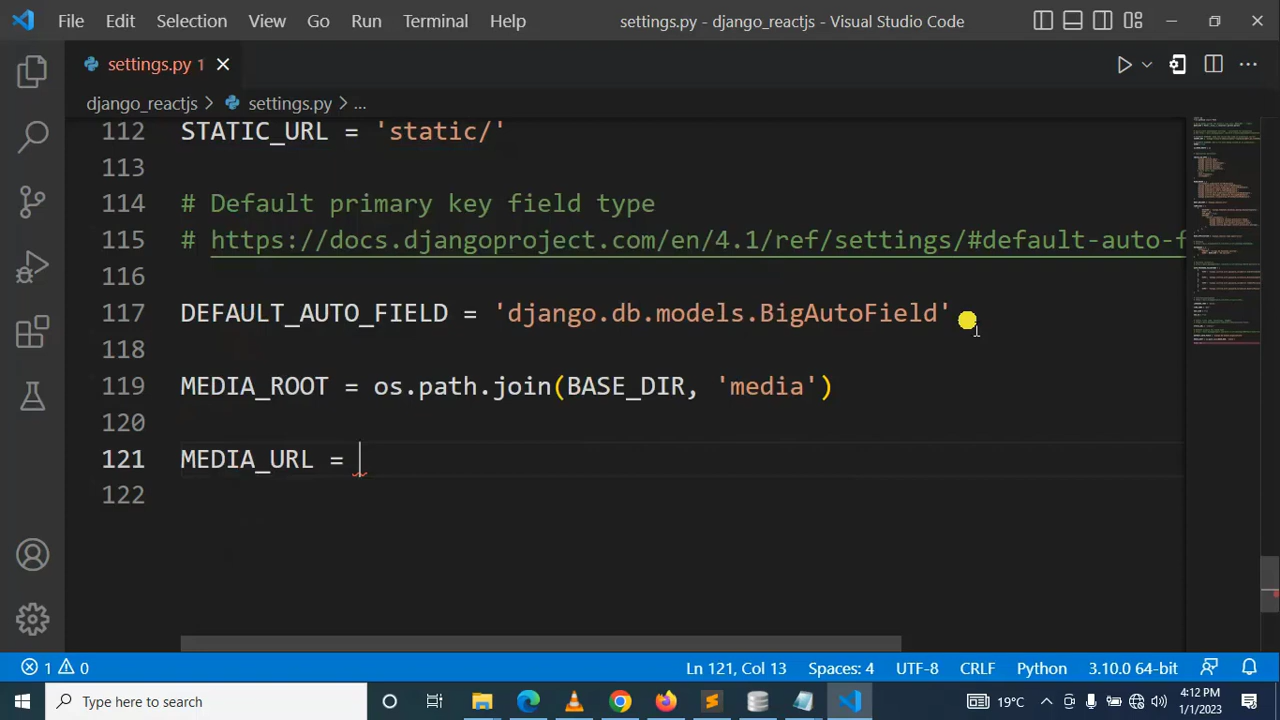 File Edit Selection View Go Run Terminal Help settings.py - django_reactjs - Visual Studio Code
settings.py 1
django_reactjs > settings.py > ...
112 STATIC_URL = 'static/'
113
114 # Default primary key field type
115 # https://docs.djangoproject.com/en/4.1/ref/settings/#default-auto-f
116
117 DEFAULT_AUTO_FIELD = 'django.db.models.BigAutoField'
118
119 MEDIA_ROOT = os.path.join(BASE_DIR, 'media')
120
121 MEDIA_URL =
122
1 0 Ln 121, Col 13 Spaces: 4 UTF-8 CRLF Python 3.10.0 64-bit
Type here to search 19°C 4:12 PM
1/1/2023